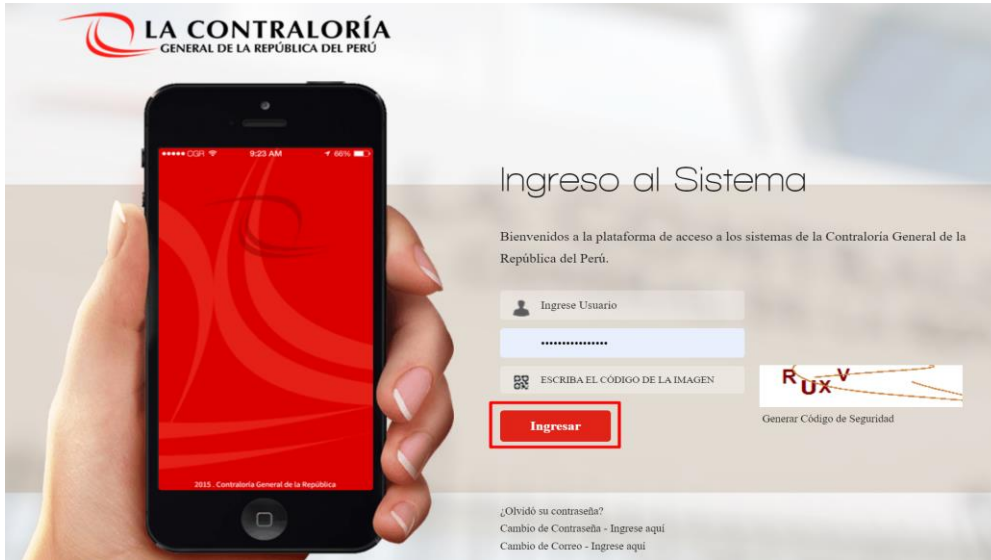 LA CONTRALORÍA
GENERAL DE LA REPÚBLICA DEL PERÚ
CGR 9:23 AM 66%
Ingreso al Sistema
Bienvenidos a la plataforma de acceso a los sistemas de la Contraloría General de la
República del Perú.
Ingrese Usuario
••••••••••••••••
ESCRIBA EL CÓDIGO DE LA IMAGEN
RUXV
Ingresar
Generar Código de Seguridad
2015 . Contraloría General de la República
¿Olvidó su contraseña?
Cambio de Contraseña - Ingrese aquí
Cambio de Correo - Ingrese aquí